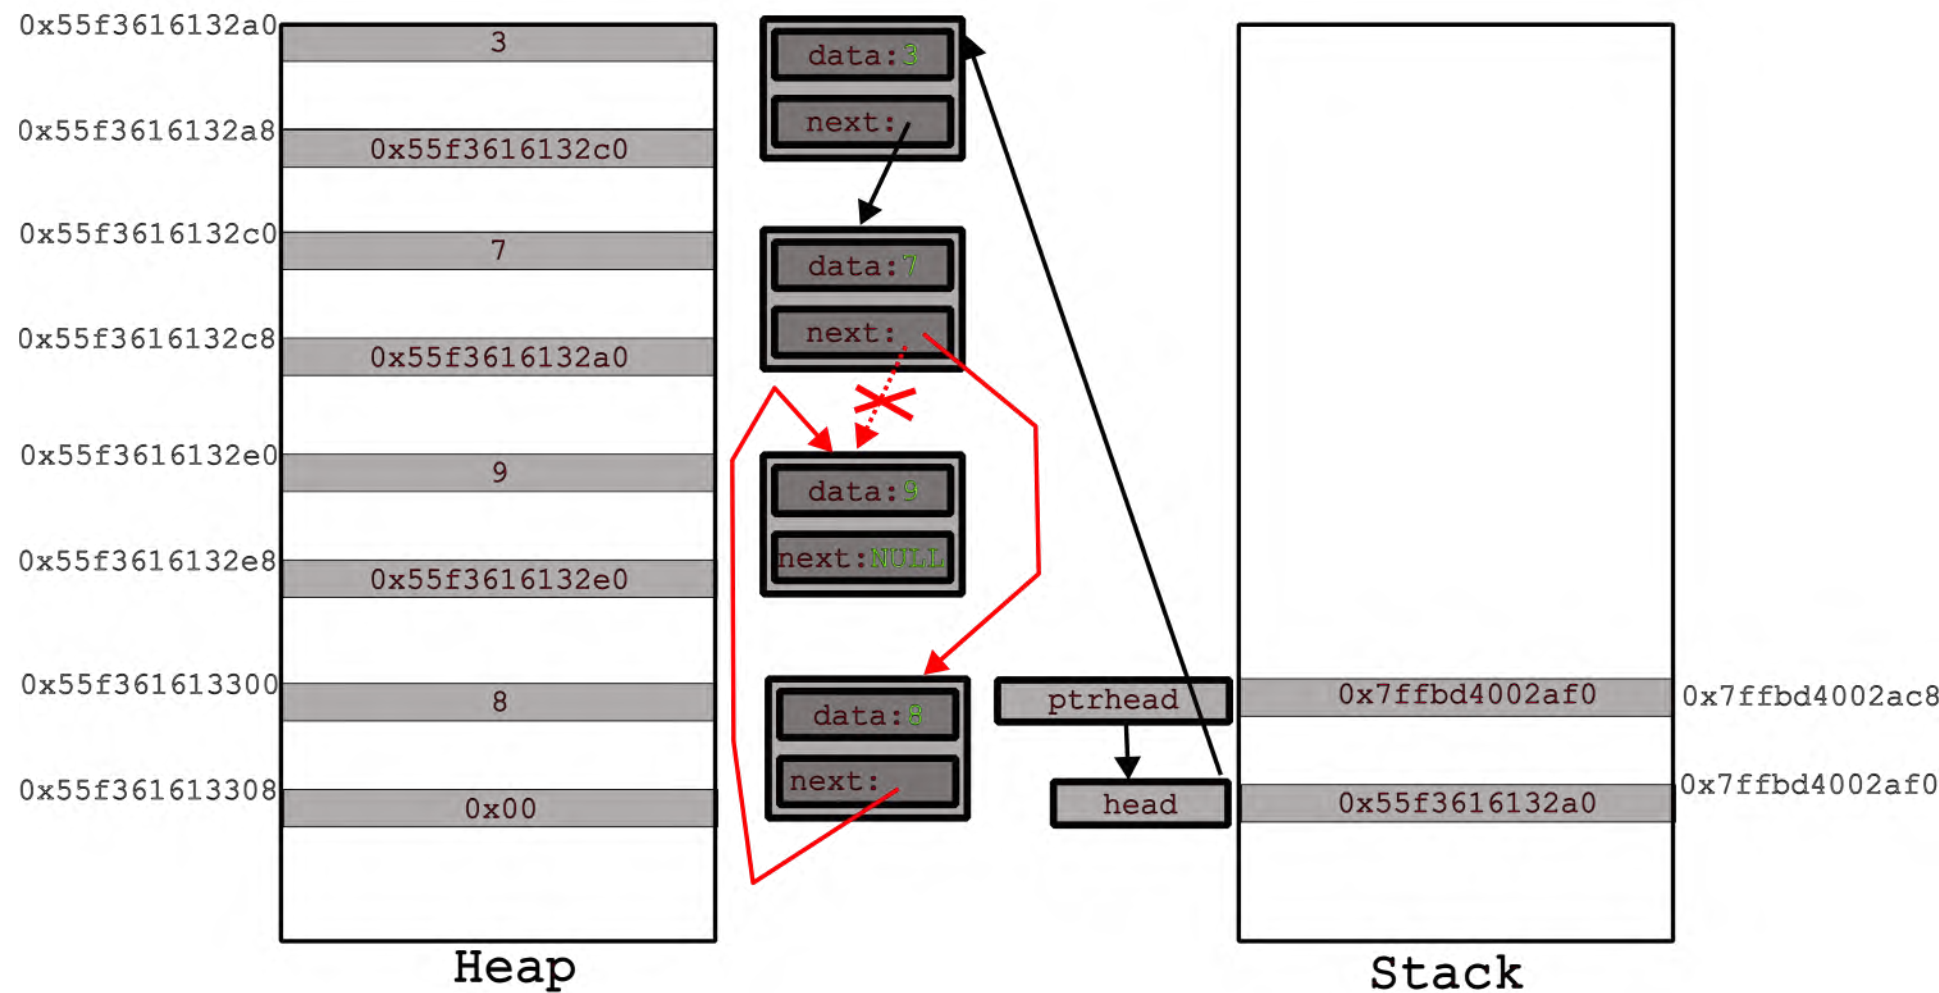 0x55f3616132a0
3
0x55f3616132a8
0x55f3616132c0
0x55f3616132c0
7
0x55f3616132c8
0x55f3616132a0
0x55f3616132e0
9
0x55f3616132e8
0x55f3616132e0
0x55f361613300
8
0x55f361613308
0x00
Heap
data:3
next:
data:7
next:
data:9
next:NULL
data:8
next:
ptrhead
head
0x7ffbd4002af0
0x7ffbd4002ac8
0x55f3616132a0
0x7ffbd4002af0
Stack